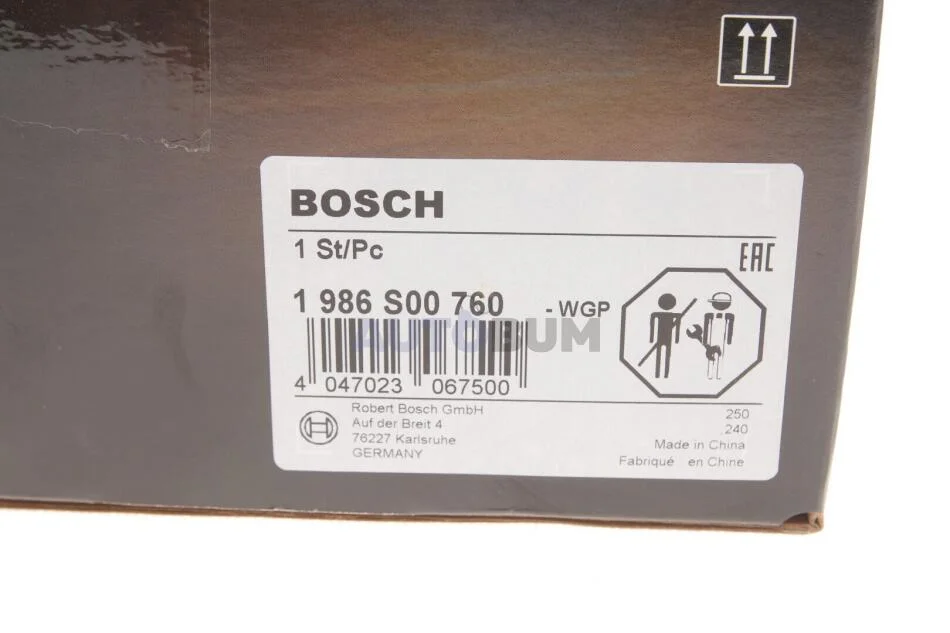 BOSCH
1 St/Pc
EAC
1 986 S00 760 -WGP
AUTOBUM
4 047023 067500
Robert Bosch GmbH
Auf der Breit 4
76227 Karlsruhe
GERMANY
250
240
Made in China
Fabriqué en Chine